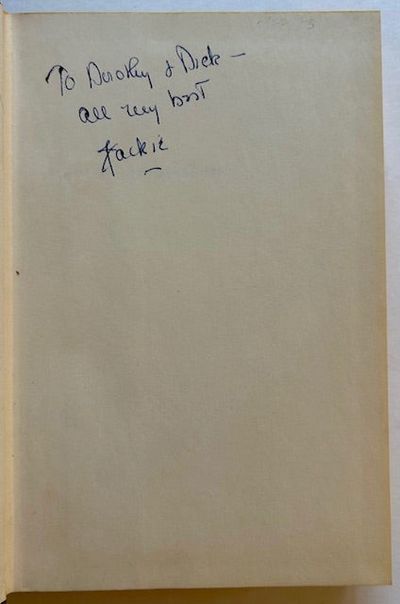 To Dorothy & Dick —
all my best
Jackie